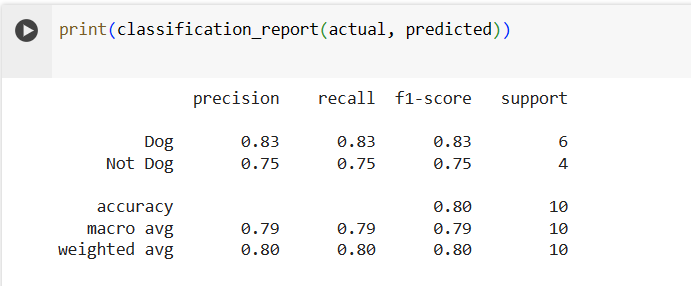 print(classification_report(actual, predicted))
precision recall f1-score support
Dog 0.83 0.83 0.83 6
Not Dog 0.75 0.75 0.75 4
accuracy 0.80 10
macro avg 0.79 0.79 0.79 10
weighted avg 0.80 0.80 0.80 10